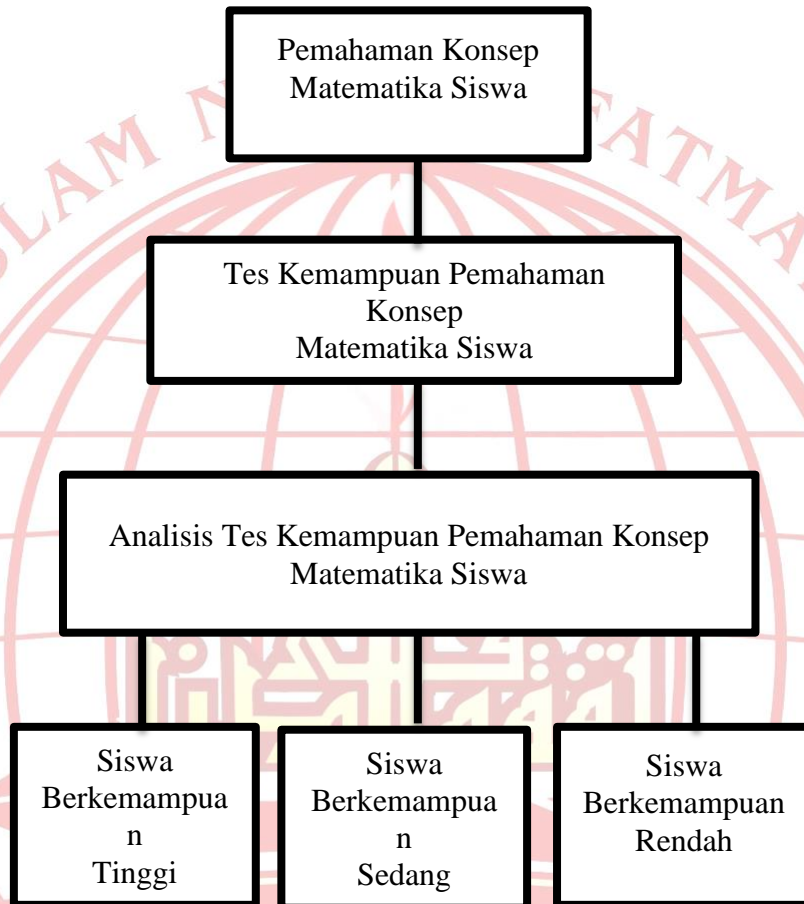 Pemahaman Konsep
Matematika Siswa
Tes Kemampuan Pemahaman
Konsep
Matematika Siswa
Analisis Tes Kemampuan Pemahaman Konsep
Matematika Siswa
Siswa
Berkemampua
n
Tinggi
Siswa
Berkemampua
n
Sedang
Siswa
Berkemampuan
Rendah